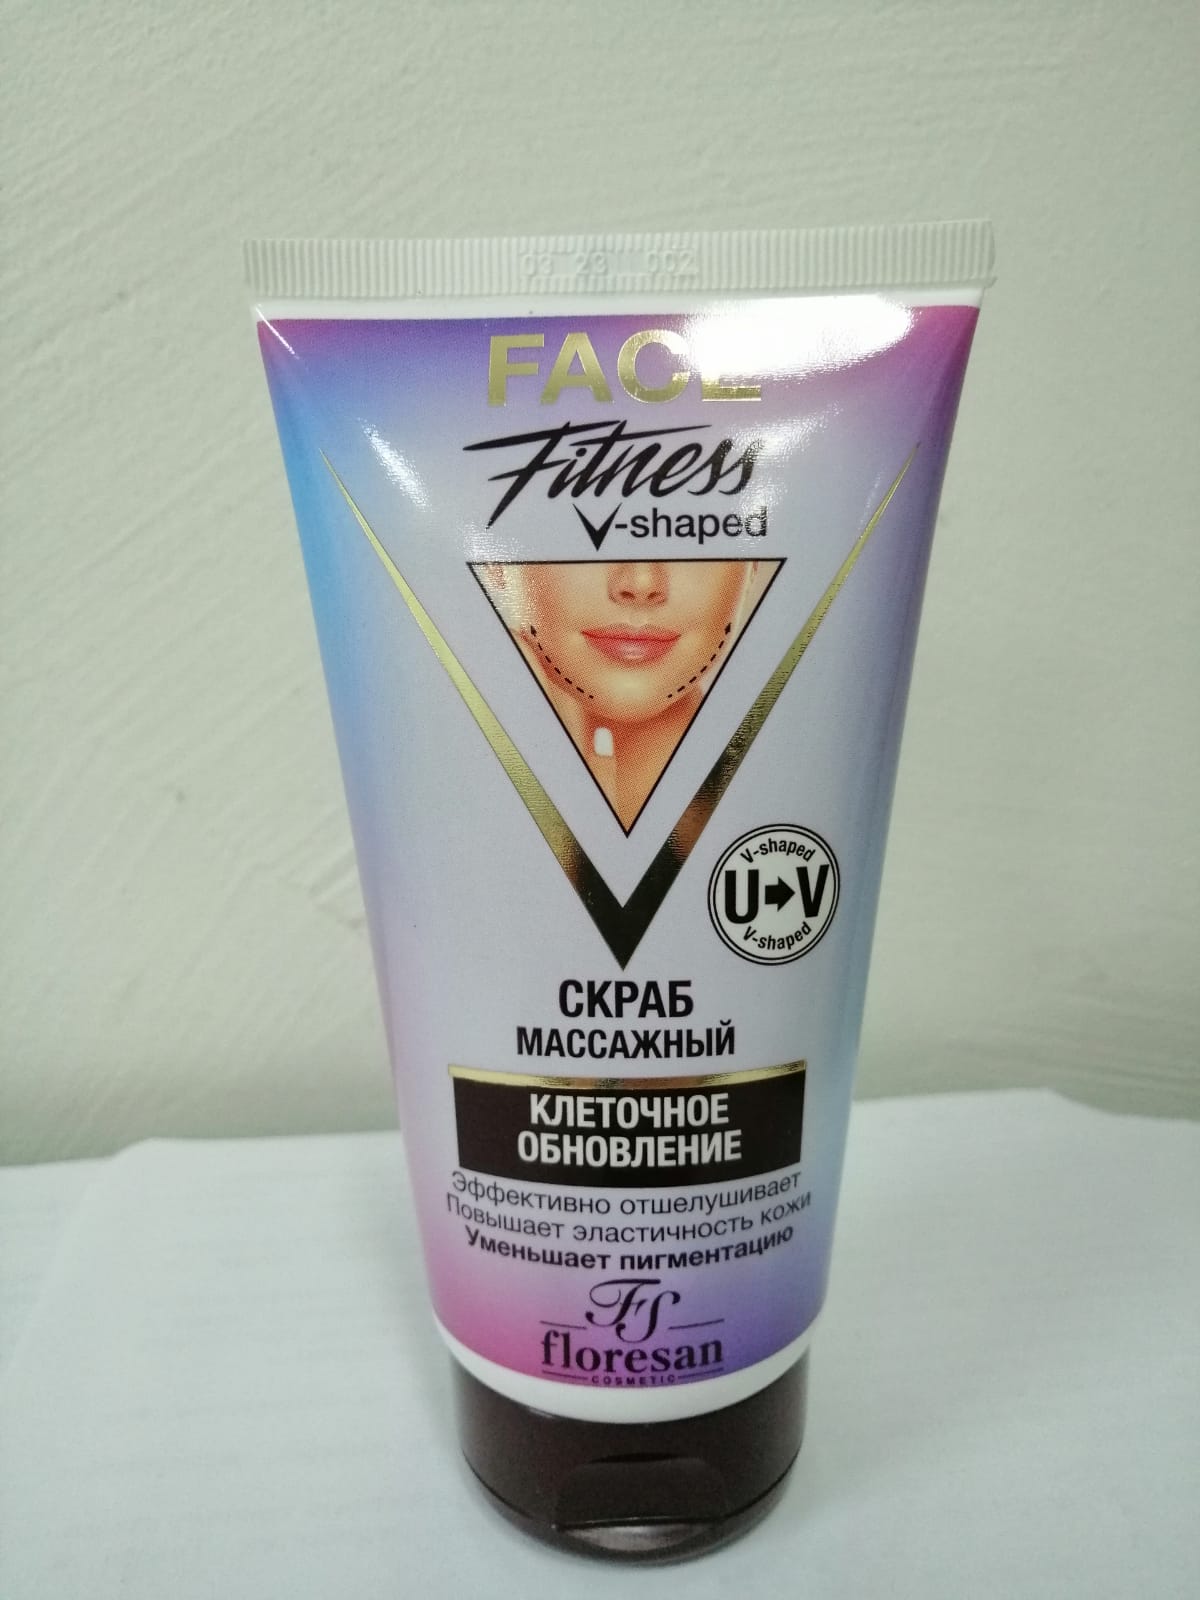 03 23 002
FACE
Fitness
V-shaped
V-shaped
U V
V-shaped
СКРАБ
МАССАЖНЫЙ
КЛЕТОЧНОЕ
ОБНОВЛЕНИЕ
Эффективно отшелушивает
Повышает эластичность кожи
Уменьшает пигментацию
FS
floresan
COSMETIC